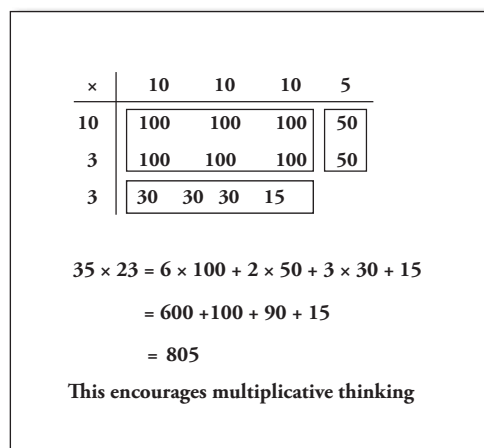 × 10 10 10 5
10 100 100 100 50
3 100 100 100 50
3 30 30 30 15
35 × 23 = 6 × 100 + 2 × 50 + 3 × 30 + 15
= 600 +100 + 90 + 15
= 805
This encourages multiplicative thinking